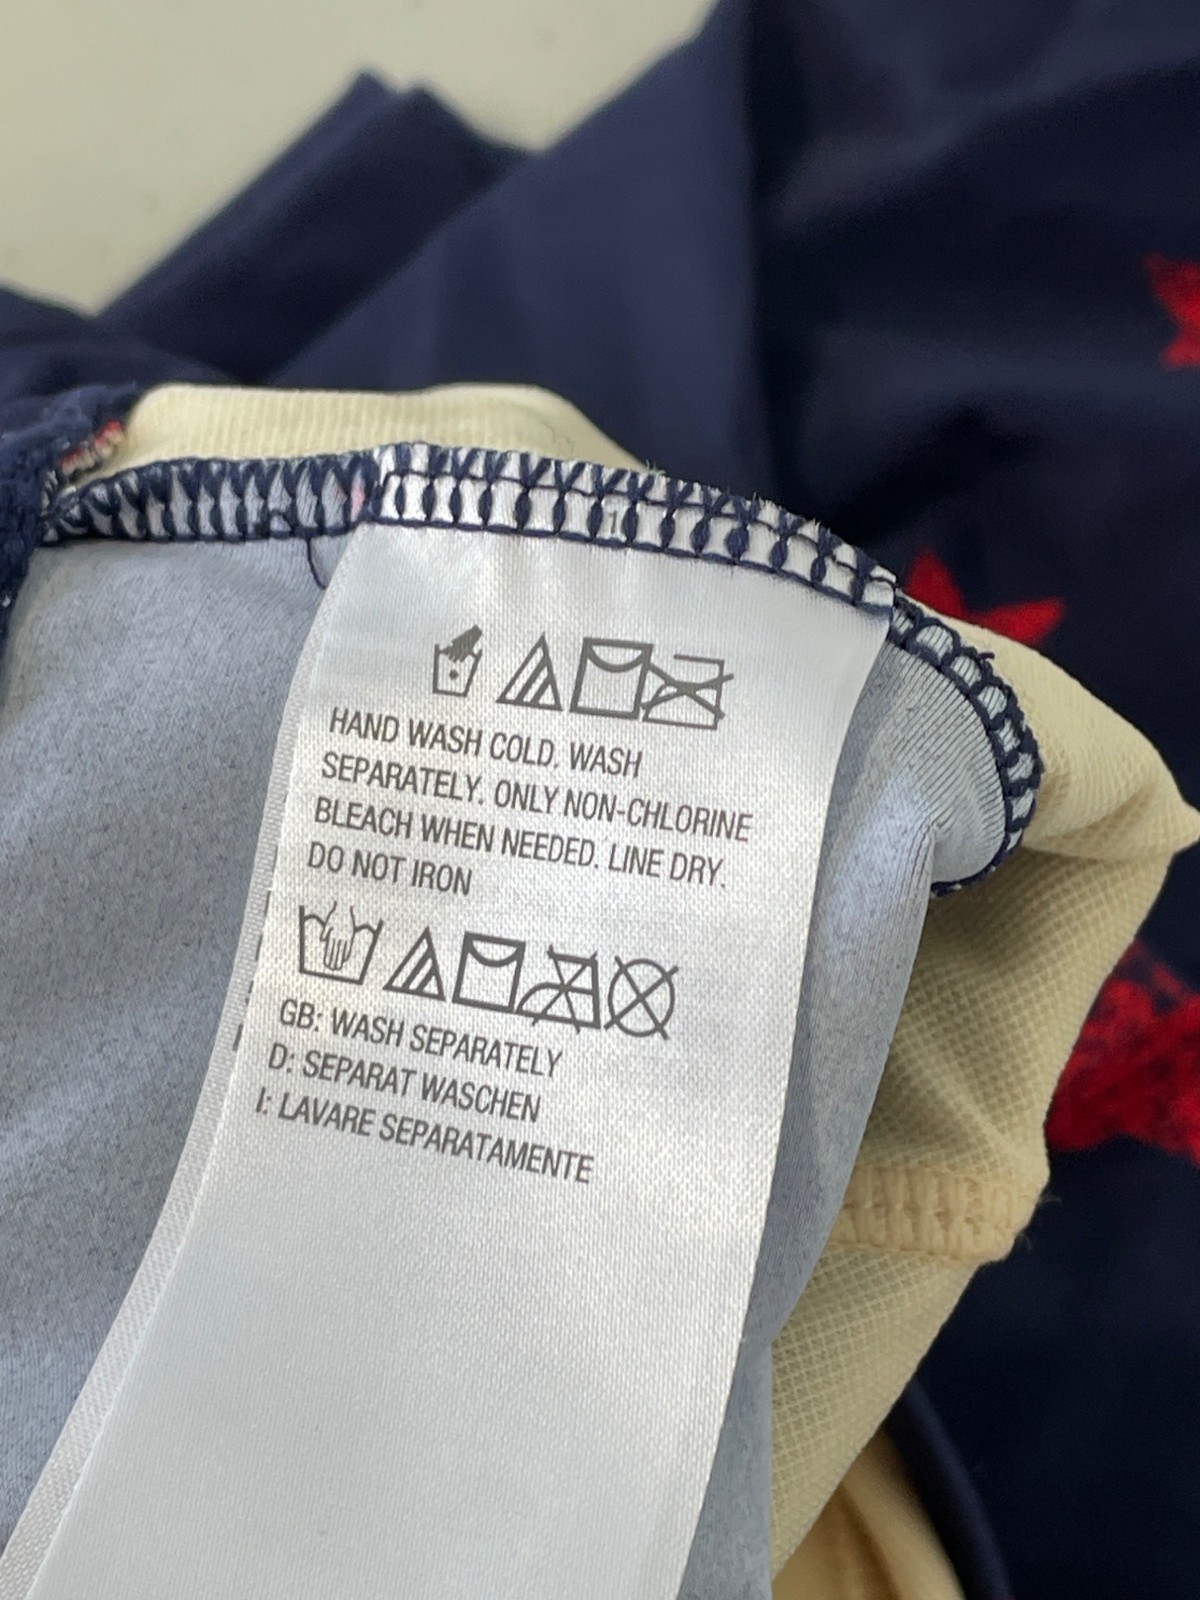 HAND WASH COLD. WASH
SEPARATELY. ONLY NON-CHLORINE
BLEACH WHEN NEEDED. LINE DRY.
DO NOT IRON
GB: WASH SEPARATELY
D: SEPARAT WASCHEN
I: LAVARE SEPARATAMENTE